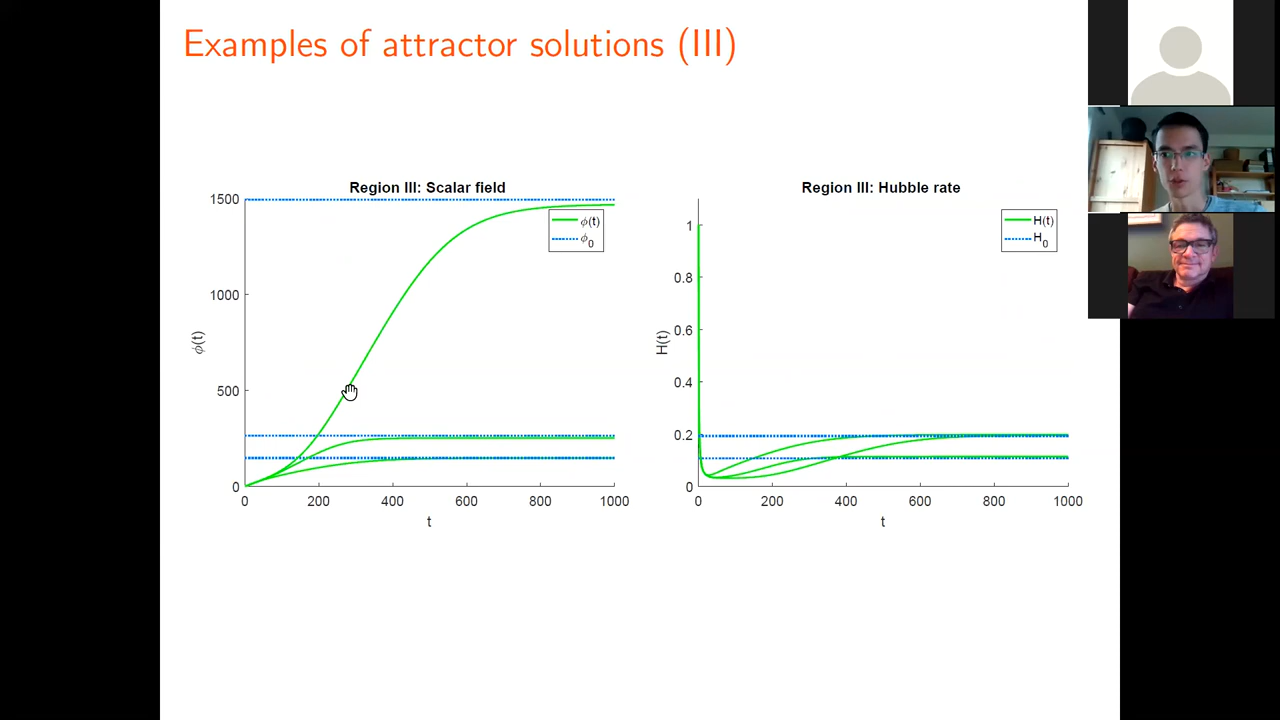 Examples of attractor solutions (III)
Region III: Scalar field
1500
1000
500
0
0 200 400 600 800 1000
t
ϕ(t)
ϕ(t)
ϕ0
Region III: Hubble rate
1
0.8
0.6
0.4
0.2
0
0 200 400 600 800 1000
t
H(t)
H(t)
H0